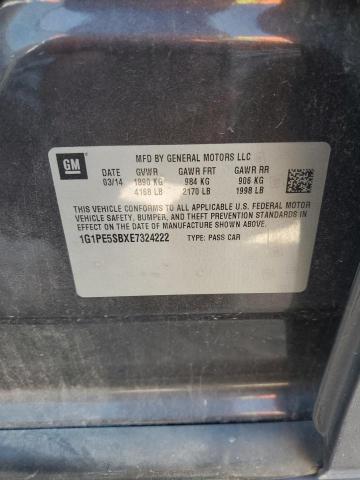 GM
MFD BY GENERAL MOTORS LLC
DATE GVWR GAWR FRT GAWR RR
03/14 1890 KG 984 KG 906 KG
4168 LB 2170 LB 1998 LB
THIS VEHICLE CONFORMS TO ALL APPLICABLE U.S. FEDERAL MOTOR
VEHICLE SAFETY, BUMPER, AND THEFT PREVENTION STANDARDS
IN EFFECT ON THE DATE OF MANUFACTURE SHOWN ABOVE.
1G1PE5SBXE7324222 TYPE: PASS CAR